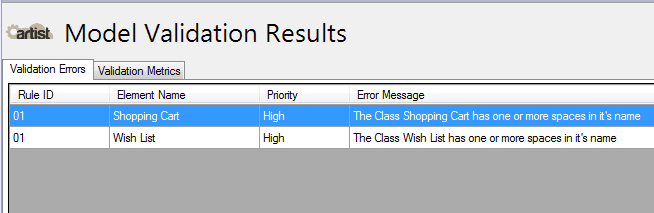 cartist Model Validation Results
Validation Errors Validation Metrics
Rule ID Element Name Priority Error Message
01 Shopping Cart High The Class Shopping Cart has one or more spaces in it's name
01 Wish List High The Class Wish List has one or more spaces in it's name